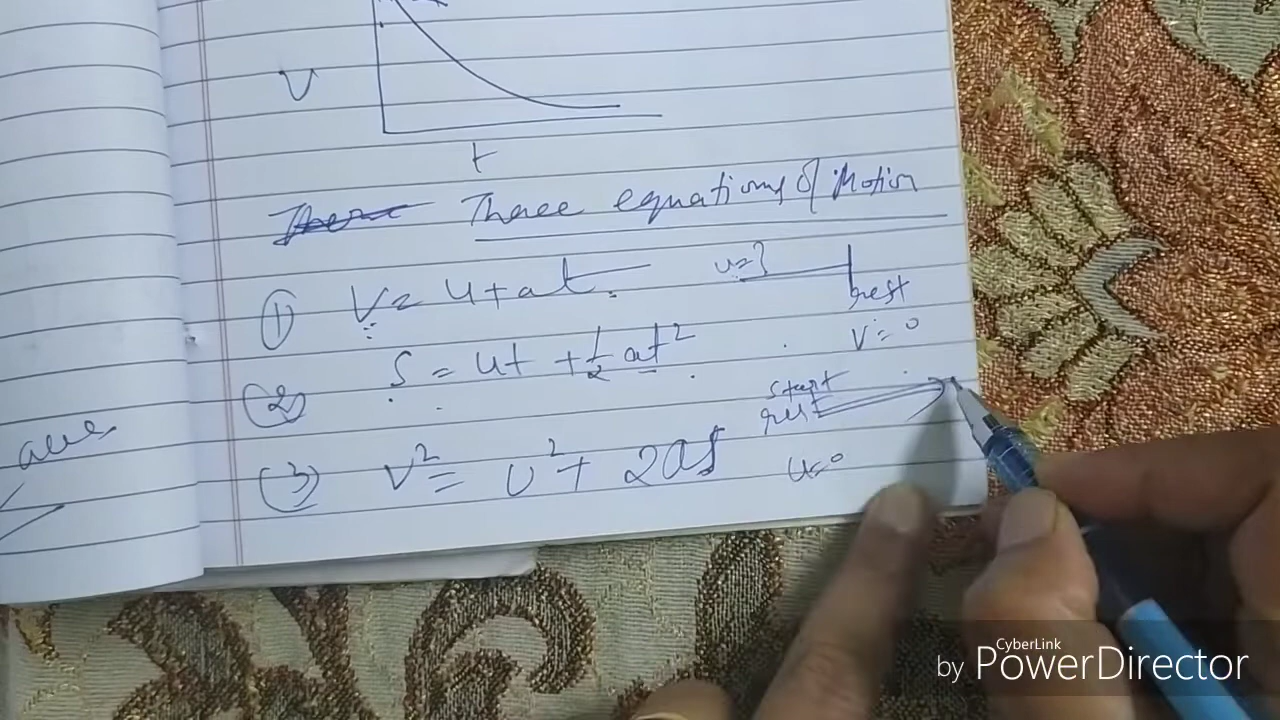 V
t
Three equations of Motion
① V = u + at.
u = 3
rest
V = 0
② S = ut + 1/2 at²
start
rest
u = 0
③ v² = u² + 2as
CyberLink
by PowerDirector